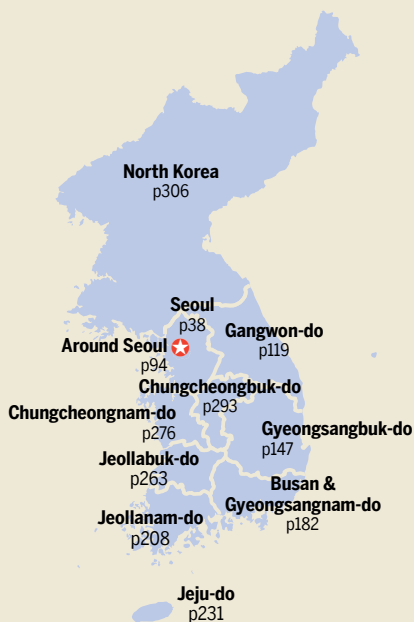 North Korea
p306
Seoul
p38
Gangwon-do
p119
Around Seoul
p94
Chungcheongbuk-do
p293
Chungcheongnam-do
p276
Gyeongsangbuk-do
p147
Jeollabuk-do
p263
Busan &
Gyeongsangnam-do
p182
Jeollanam-do
p208
Jeju-do
p231